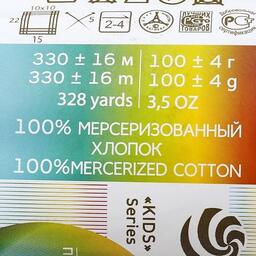 10x10
22
15
5
2-4
330 ± 16 м 100 ± 4 г
330 ± 16 m 100 ± 4 g
328 yards 3,5 OZ
100% МЕРСЕРИЗОВАННЫЙ
ХЛОПОК
100%MERCERIZED COTTON
«KIDS»
Series